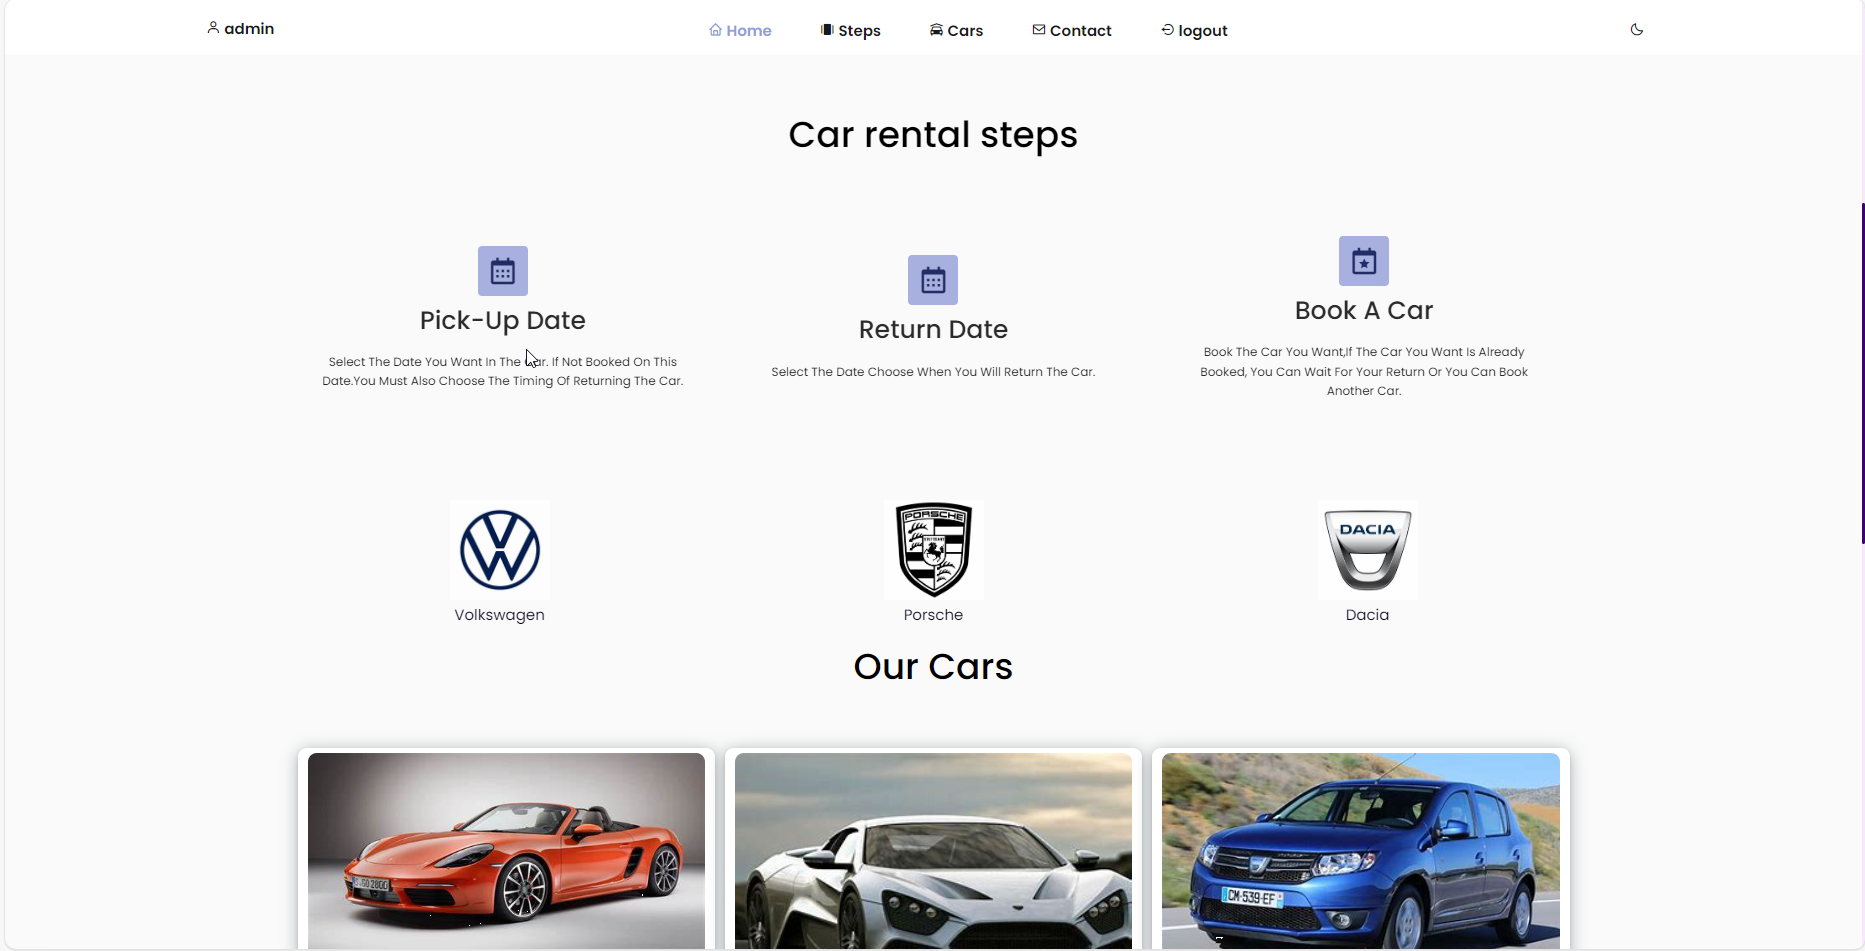 admin
Home
Steps
Cars
Contact
logout
Car rental steps
Pick-Up Date
Select The Date You Want In The Car. If Not Booked On This
Date.You Must Also Choose The Timing Of Returning The Car.
Return Date
Select The Date Choose When You Will Return The Car.
Book A Car
Book The Car You Want,If The Car You Want Is Already
Booked, You Can Wait For Your Return Or You Can Book
Another Car.
PORSCHE
DACIA
Volkswagen
Porsche
Dacia
Our Cars
GO 2800
CM-539-EF